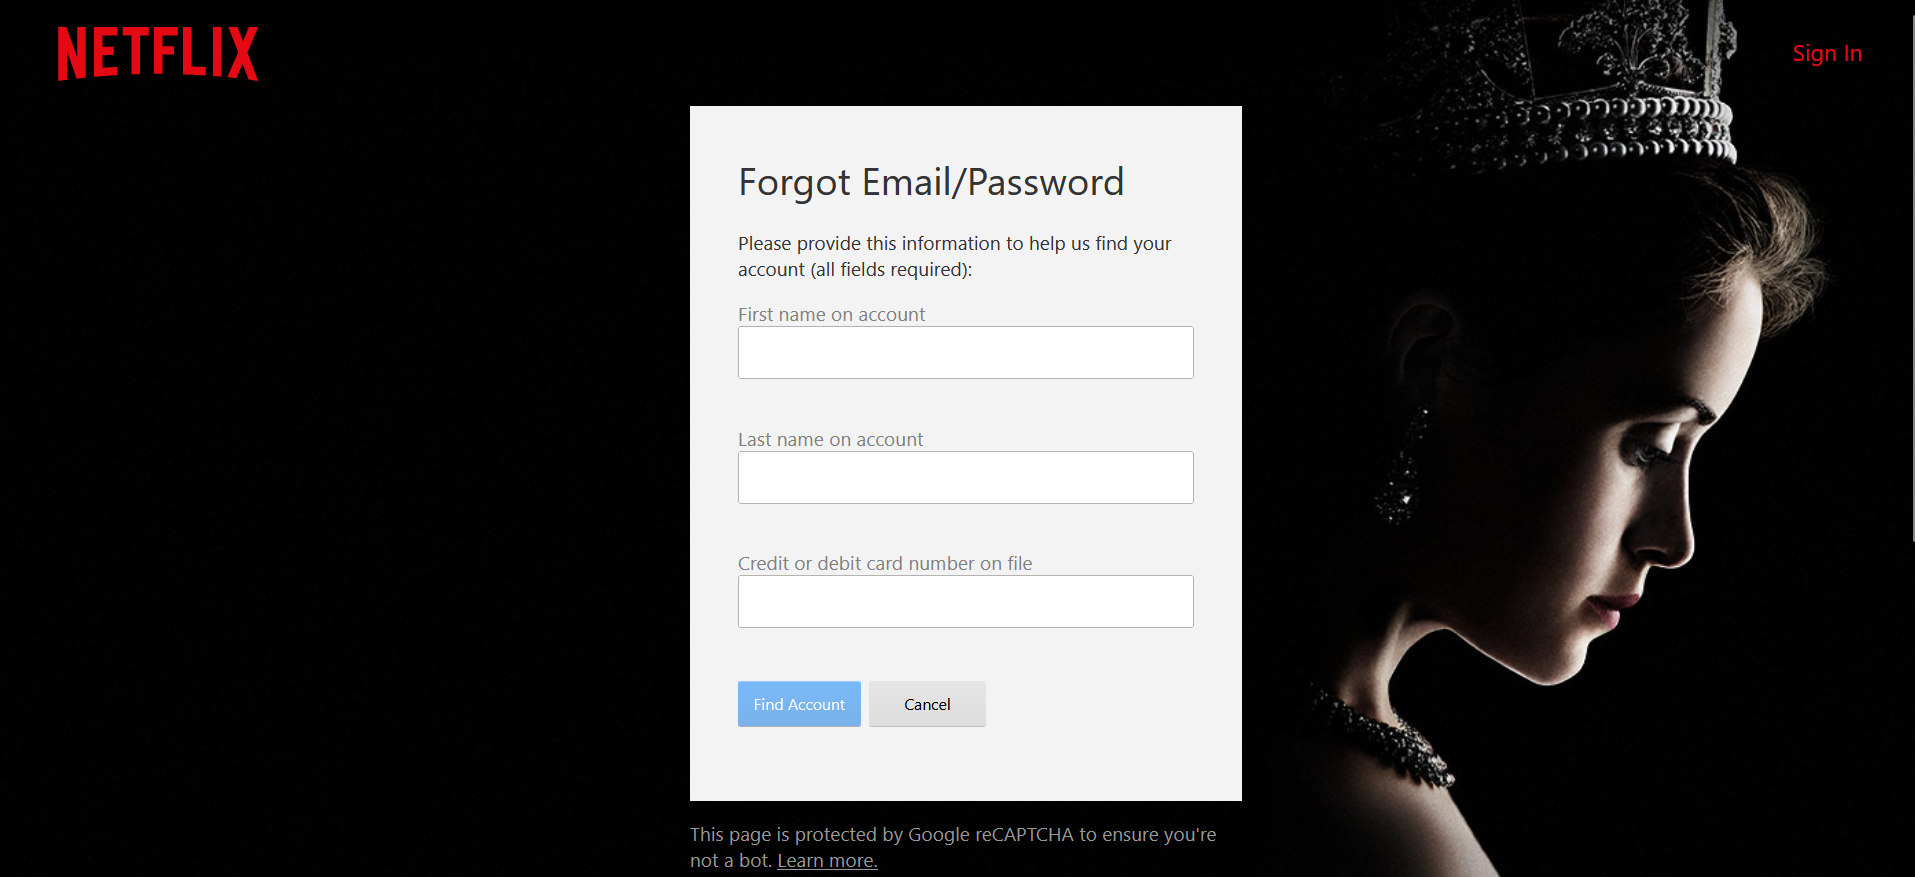 NETFLIX
Sign In
Forgot Email/Password
Please provide this information to help us find your
account (all fields required):
First name on account
Last name on account
Credit or debit card number on file
Find Account
Cancel
This page is protected by Google reCAPTCHA to ensure you're
not a bot. Learn more.